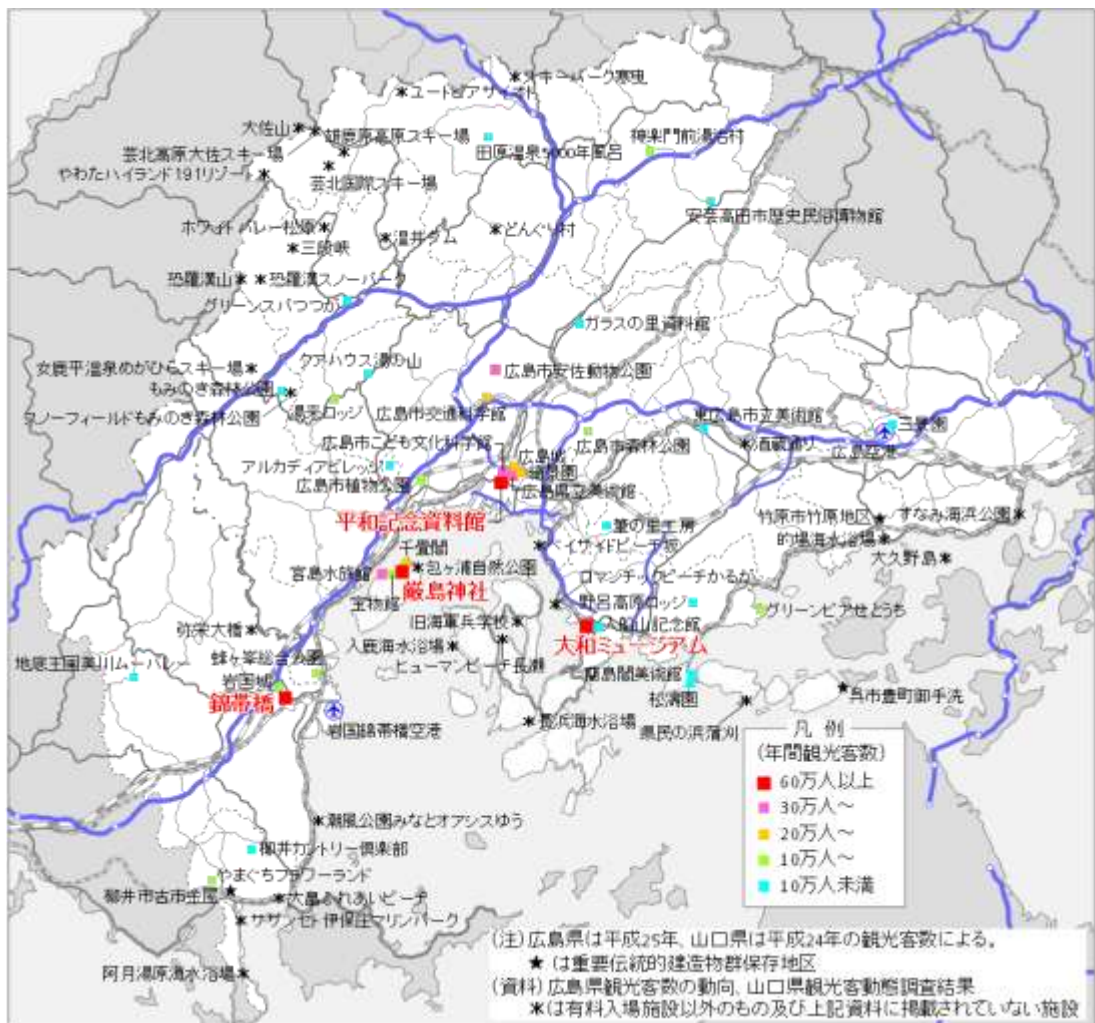 スキーパーク寒曳
ユートピアサイオト
大佐山
雄鹿原高原スキー場
田原温泉5000年風呂
神楽門前湯治村
芸北高原大佐スキー場
やわたハイランド191リゾート
芸北国際スキー場
安芸高田市歴史民俗博物館
ホワイトバレー松原
三段峡
温井ダム
どんぐり村
恐羅漢山
恐羅漢スノーパーク
グリーンスパつつが
ガラスの里資料館
女鹿平温泉めがひらスキー場
クアハウス湯の山
広島市安佐動物公園
もみのき森林公園
スノーフィールドもみのき森林公園
湯来ロッジ
広島市交通科学館
東広島市立美術館
三景園
広島市こども文化科学館
広島城
広島市森林公園
酒蔵通り
広島空港
アルカディアビレッジ
縮景園
広島市植物公園
広島県立美術館
平和記念資料館
筆の里工房
竹原市竹原地区
すなみ海浜公園
ベイサイドビーチ坂
的場海水浴場
千畳閣
包ヶ浦自然公園
大久野島
宮島水族館
厳島神社
宝物館
ロマンチックビーチかるが
野呂高原ロッジ
グリーンピアせとうち
旧海軍兵学校
入船山記念館
弥栄大橋
入鹿海水浴場
大和ミュージアム
ヒューマンビーチ長瀬
地底王国美川ムーバレー
蜂ヶ峯総合公園
蘭島閣美術館
岩国城
錦帯橋
松濤園
呉市豊町御手洗
岩国錦帯橋空港
長浜海水浴場
県民の浜蒲刈
凡 例
(年間観光客数)
60万人以上
30万人～
20万人～
10万人～
10万人未満
潮風公園みなとオアシスゆう
柳井カントリー倶楽部
やまぐちフラワーランド
柳井市古市金屋
大畠ふれあいビーチ
サザンセト伊保庄マリンパーク
阿月湯原海水浴場
(注)広島県は平成25年、山口県は平成24年の観光客数による。
★ は重要伝統的建造物群保存地区
(資料)広島県観光客数の動向、山口県観光客動態調査結果
*は有料入場施設以外のもの及び上記資料に掲載されていない施設